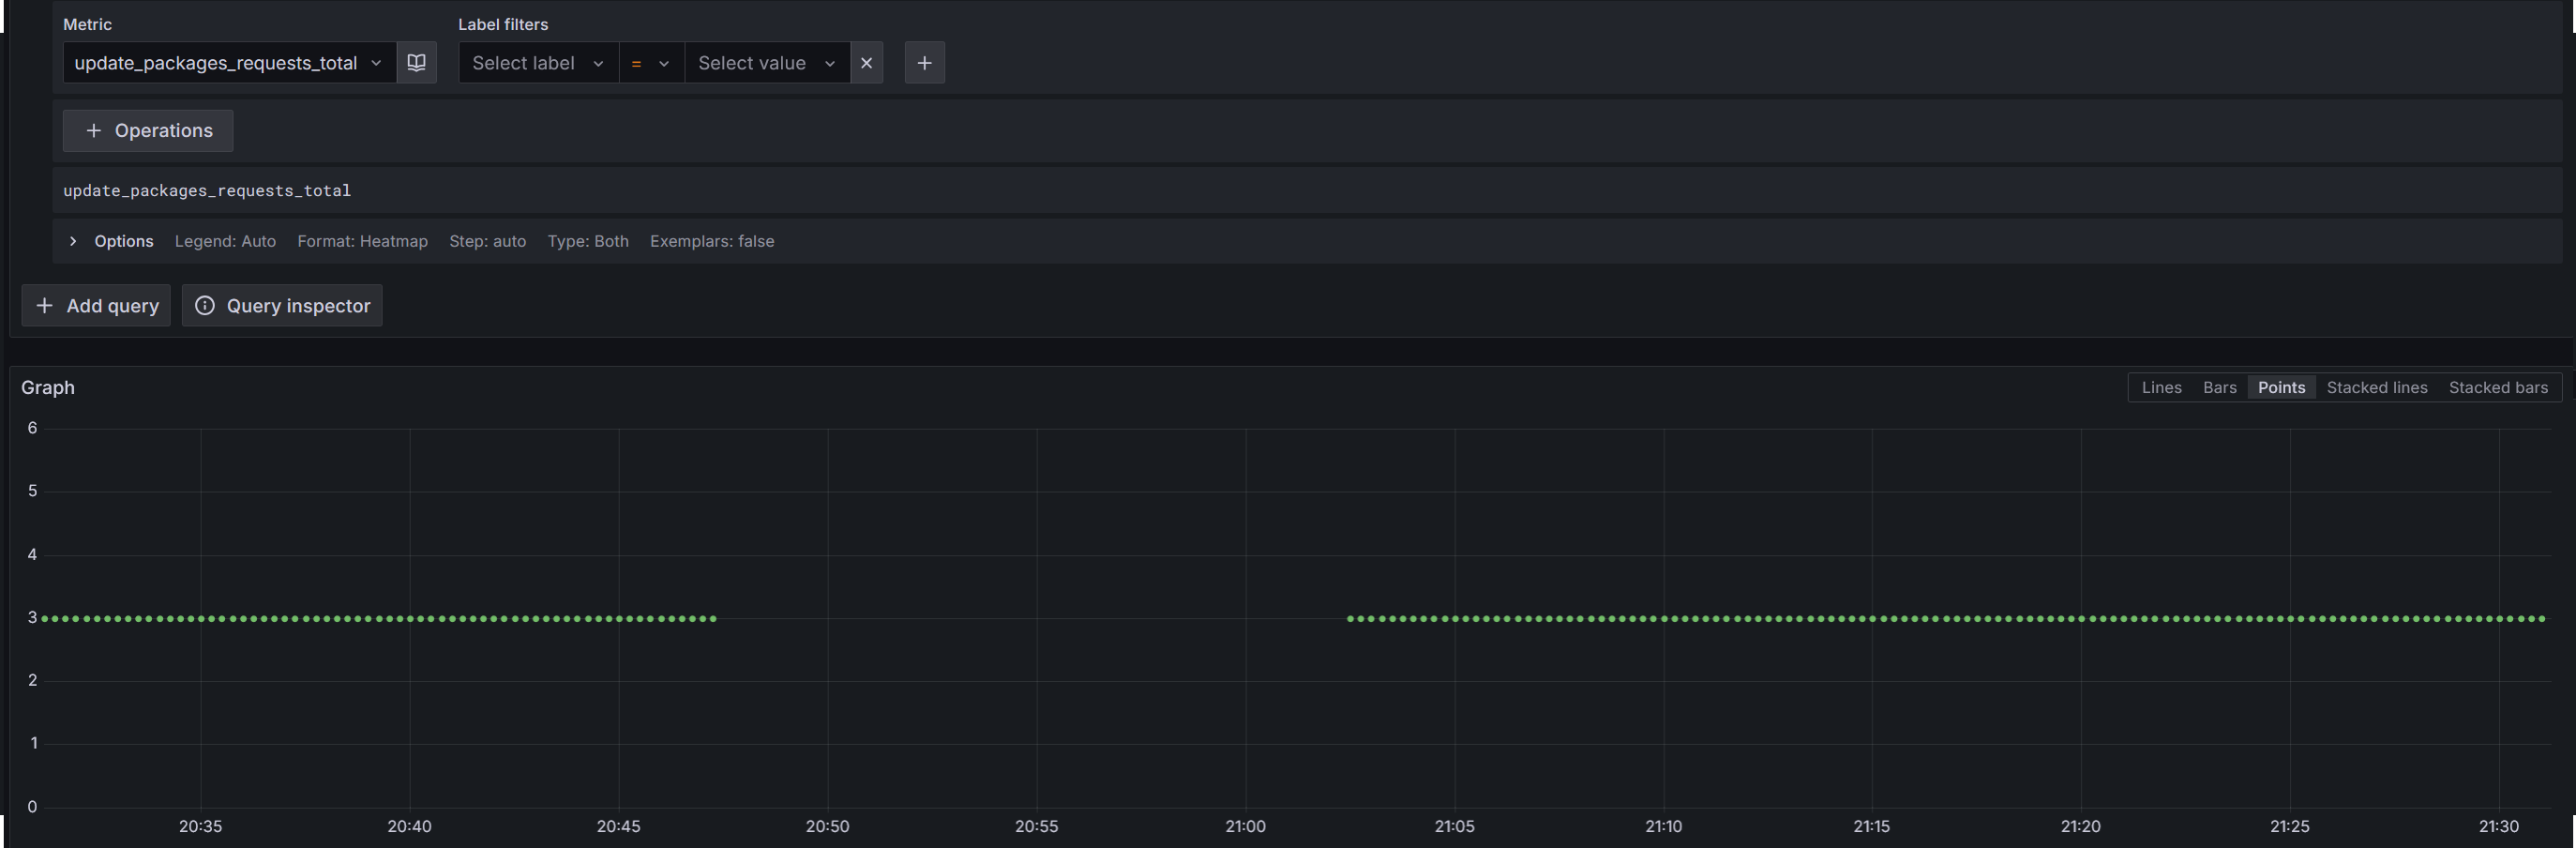 Metric
Label filters
update_packages_requests_total
Select label
=
Select value
Operations
update_packages_requests_total
Options Legend: Auto Format: Heatmap Step: auto Type: Both Exemplars: false
Add query
Query inspector
Graph
Lines Bars Points Stacked lines Stacked bars
6
5
4
3
2
1
0
20:35 20:40 20:45 20:50 20:55 21:00 21:05 21:10 21:15 21:20 21:25 21:30